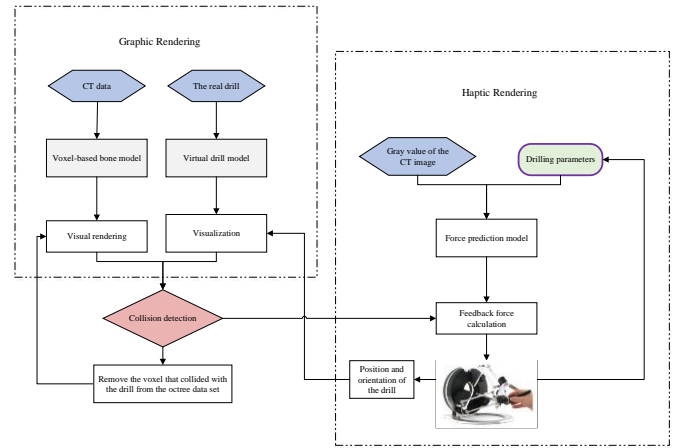 Graphic Rendering
CT data
The real drill
Voxel-based bone model
Virtual drill model
Visual rendering
Visualization
Collision detection
Remove the voxel that collided with
the drill from the octree data set
Haptic Rendering
Gray value of the
CT image
Drilling parameters
Force prediction model
Feedback force
calculation
Position and
orientation of
the drill